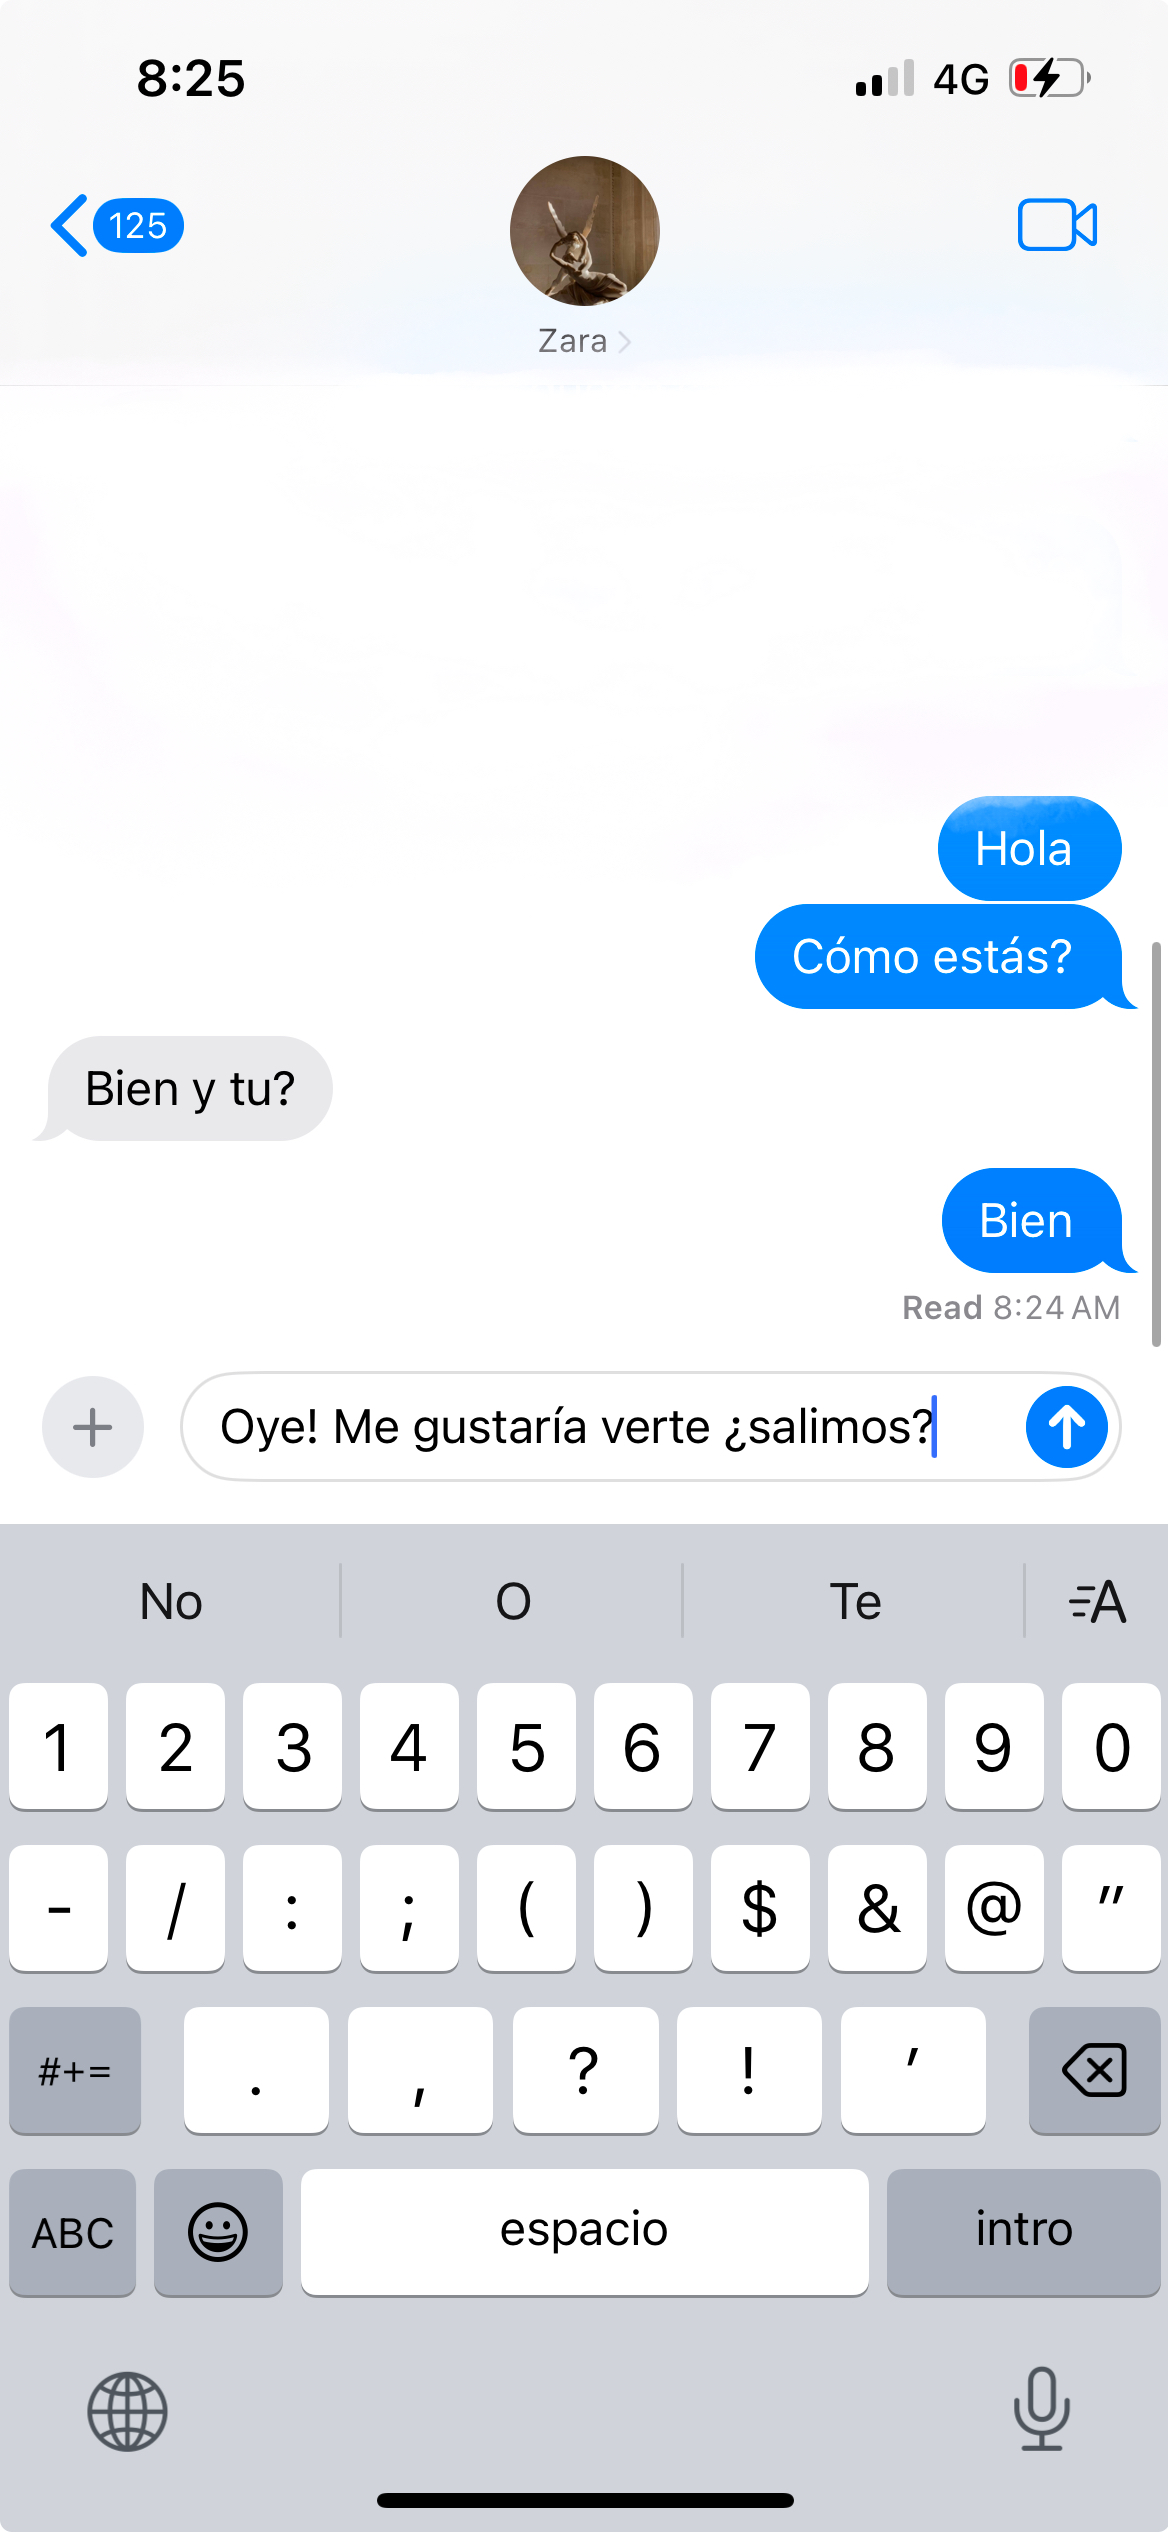 8:25 4G
125
Zara
Hola
Cómo estás?
Bien y tu?
Bien
Read 8:24 AM
Oye! Me gustaría verte ¿salimos?
No O Te A
1 2 3 4 5 6 7 8 9 0
- / : ; ( ) $ & @ "
#+= . , ? ! '
ABC espacio intro